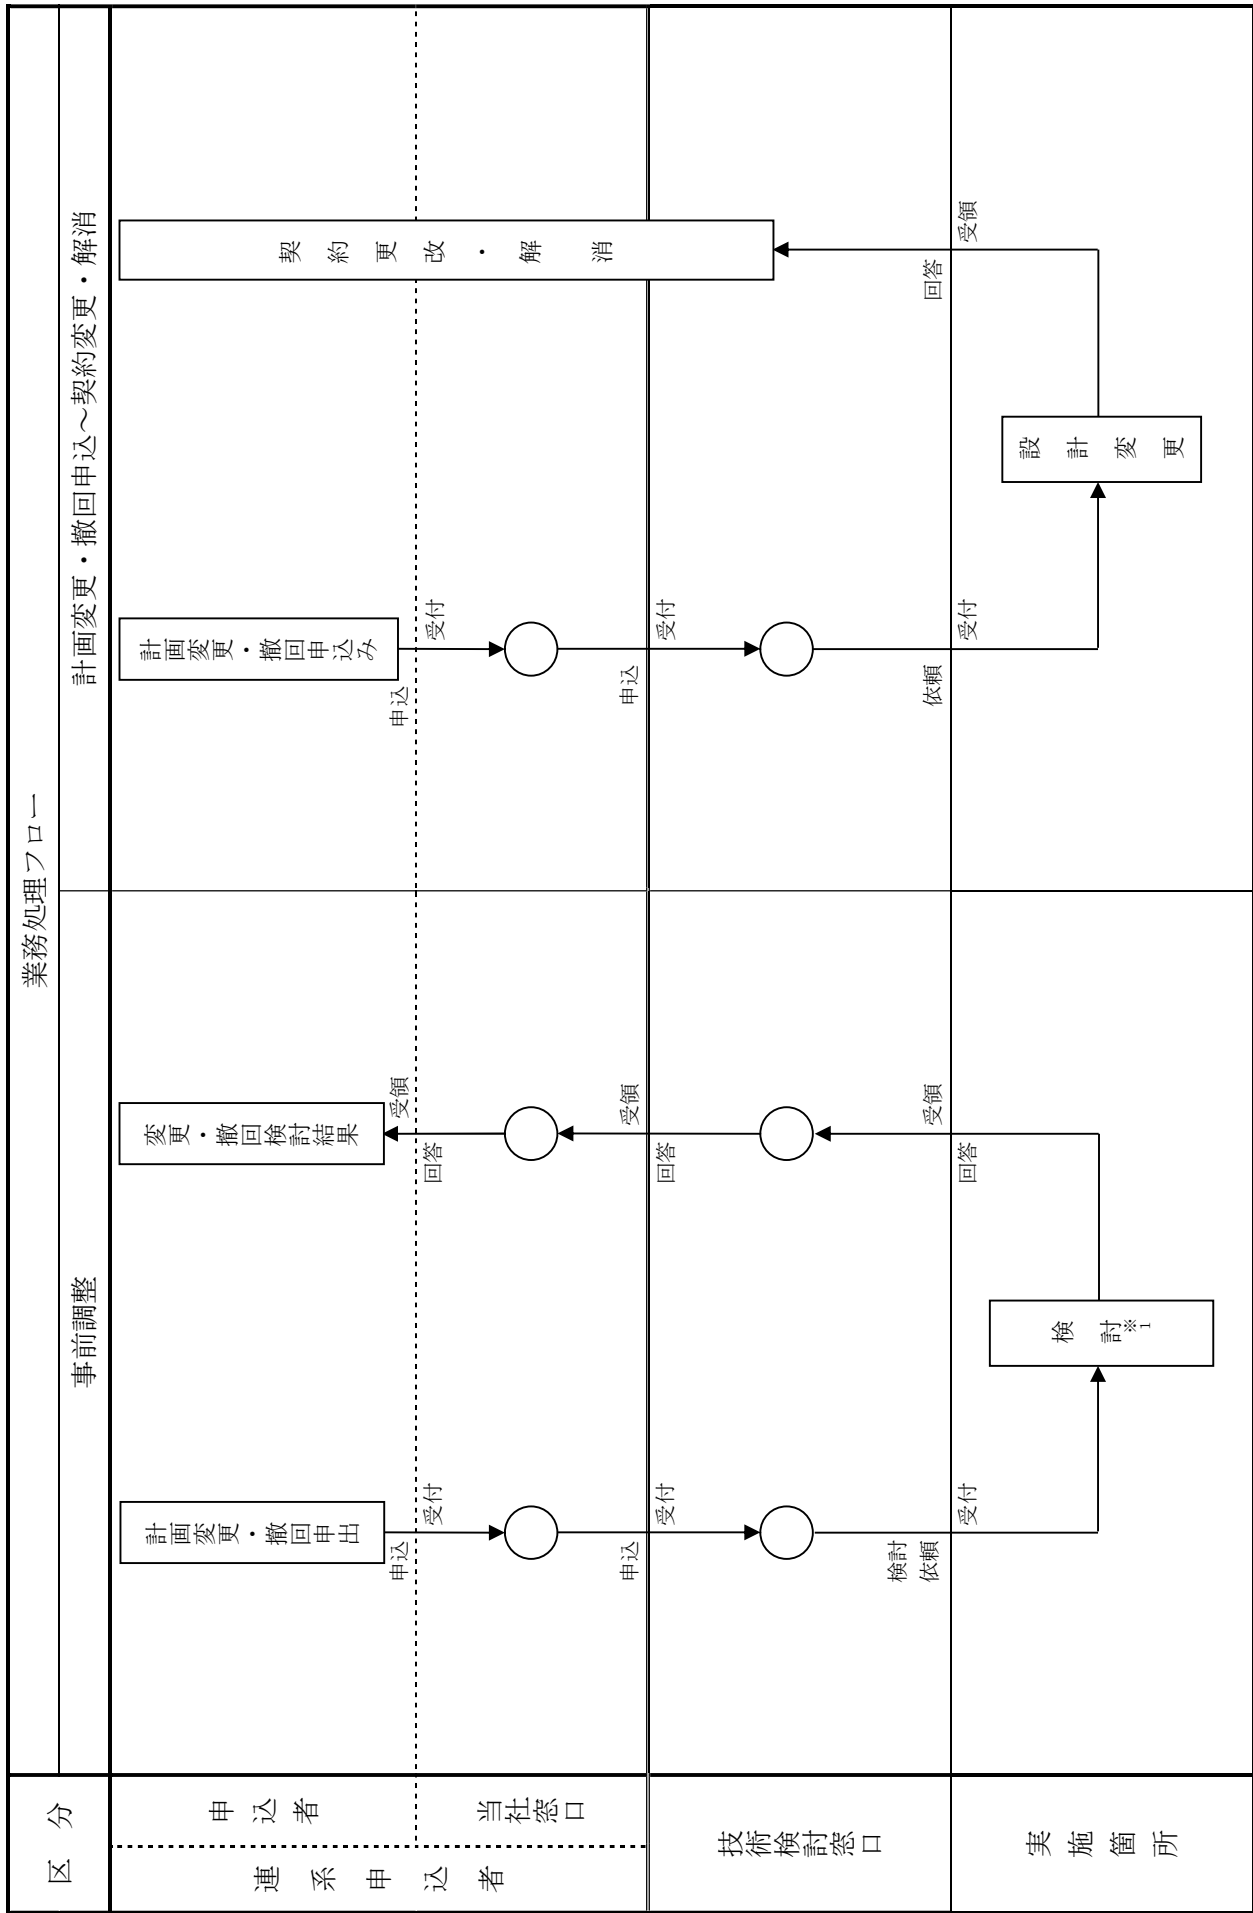 区　分
業務処理フロー
事前調整
計画変更・撤回申込～契約変更・解消
連系申込者
申込者
計画変更・撤回申出
変更・撤回検討結果
計画変更・撤回申込み
契約更改・解消
申込
受領
申込
当社窓口
受付
回答
受付
申込
受領
申込
技術検討窓口
受付
回答
受付
検討
依頼
受領
依頼
回答
実施箇所
受付
回答
受付
受領
検討※1
設計変更